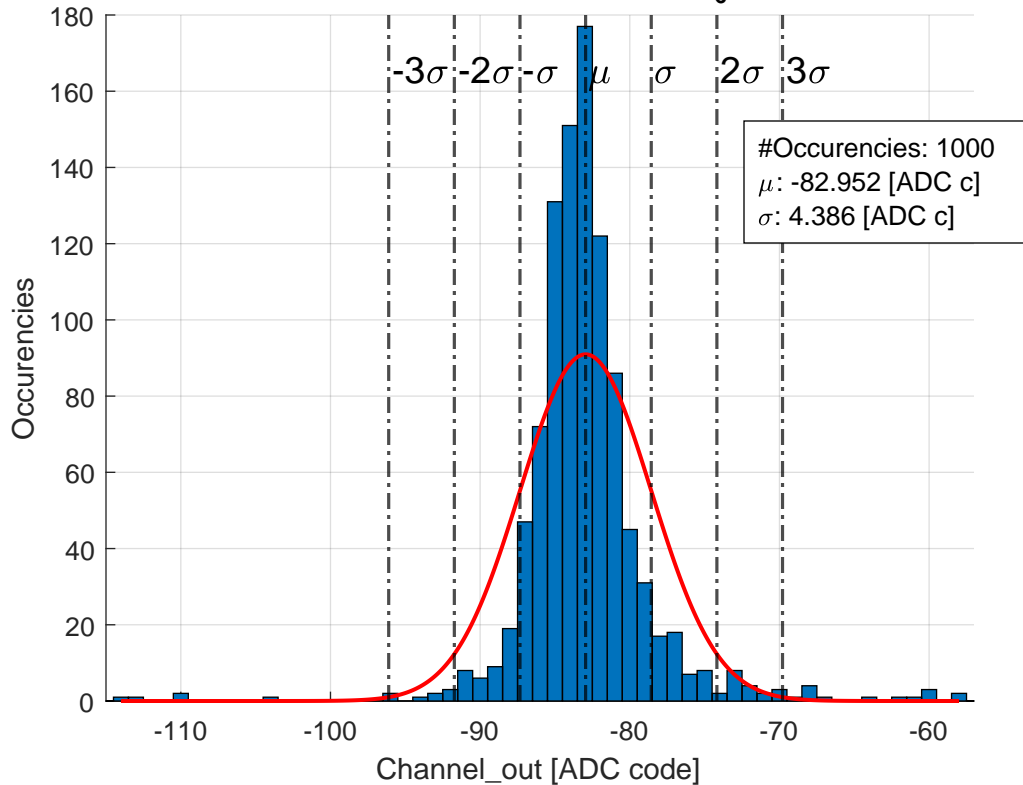 180
160
140
120
100
80
60
40
20
0
Occurencies
-3σ -2σ -σ μ σ 2σ 3σ
#Occurencies: 1000
μ: -82.952 [ADC c]
σ: 4.386 [ADC c]
-110 -100 -90 -80 -70 -60
Channel_out [ADC code]